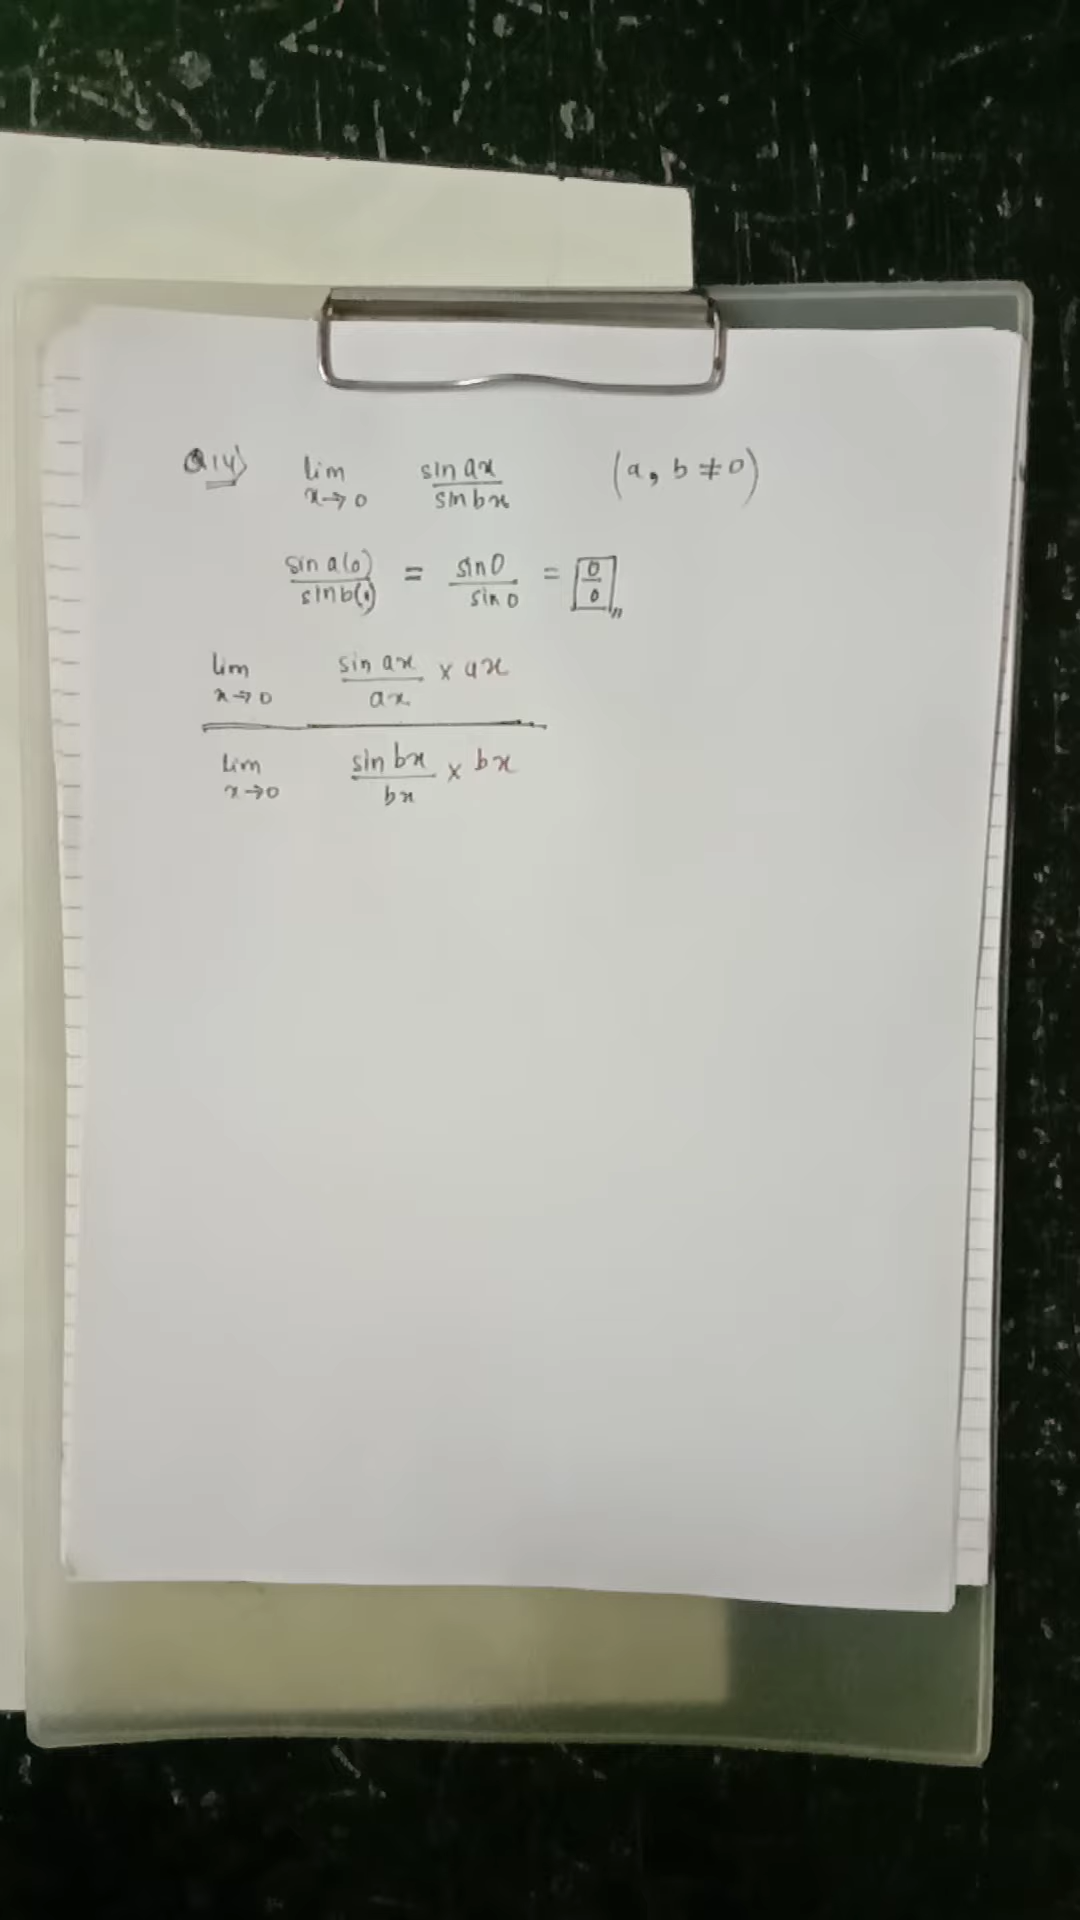 Q14) lim x→0 sin ax / sin bx (a, b ≠ 0)
sin a(0) / sin b(0) = sin 0 / sin 0 = 0/0 "
lim x→0 sin ax / ax × ax
lim x→0 sin bx / bx × bx